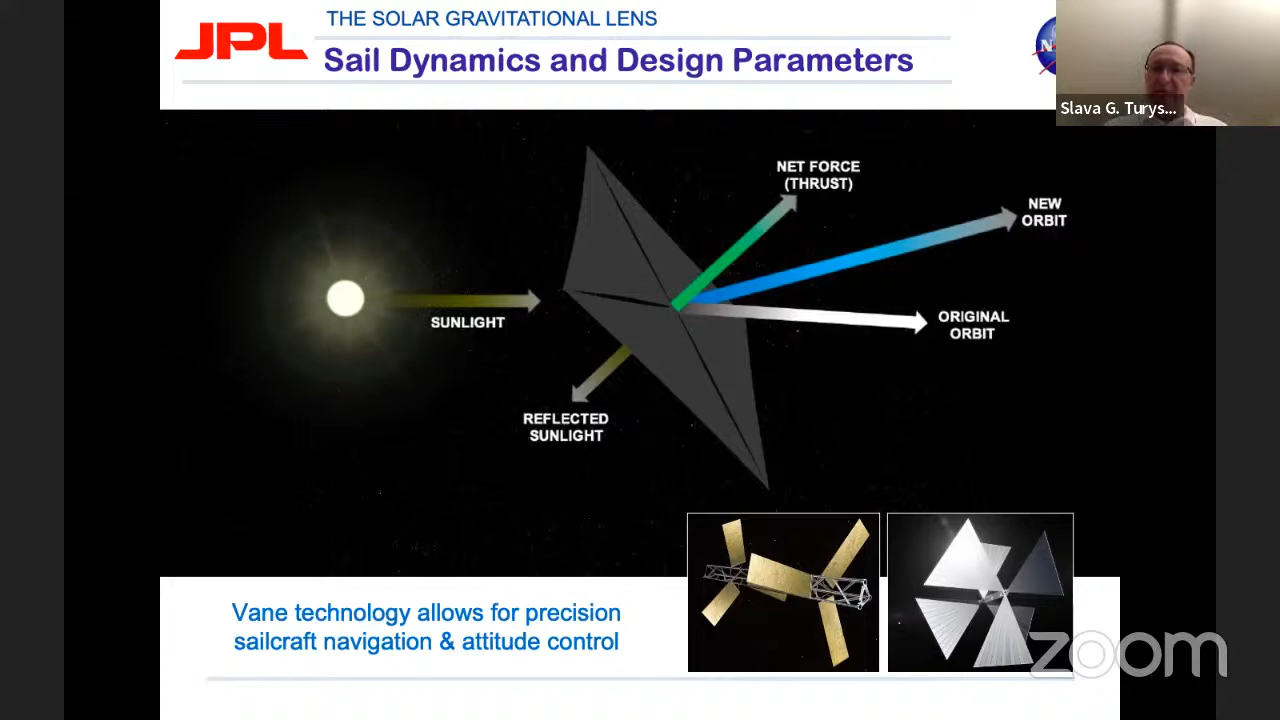 THE SOLAR GRAVITATIONAL LENS
JPL
Sail Dynamics and Design Parameters
Slava G. Turys...
NET FORCE
(THRUST)
NEW
ORBIT
SUNLIGHT
ORIGINAL
ORBIT
REFLECTED
SUNLIGHT
Vane technology allows for precision
sailcraft navigation & attitude control
zoom